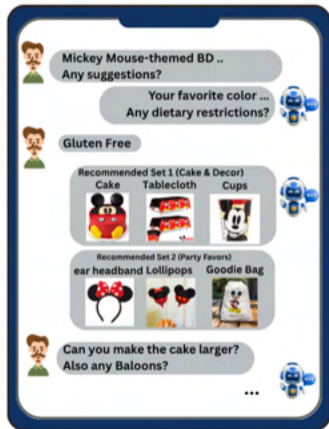 Mickey Mouse-themed BD ..
Any suggestions?
Your favorite color ...
Any dietary restrictions?
Gluten Free
Recommended Set 1 (Cake & Decor)
Cake Tablecloth Cups
Recommended Set 2 (Party Favors)
ear headband Lollipops Goodie Bag
Can you make the cake larger?
Also any Baloons?
...